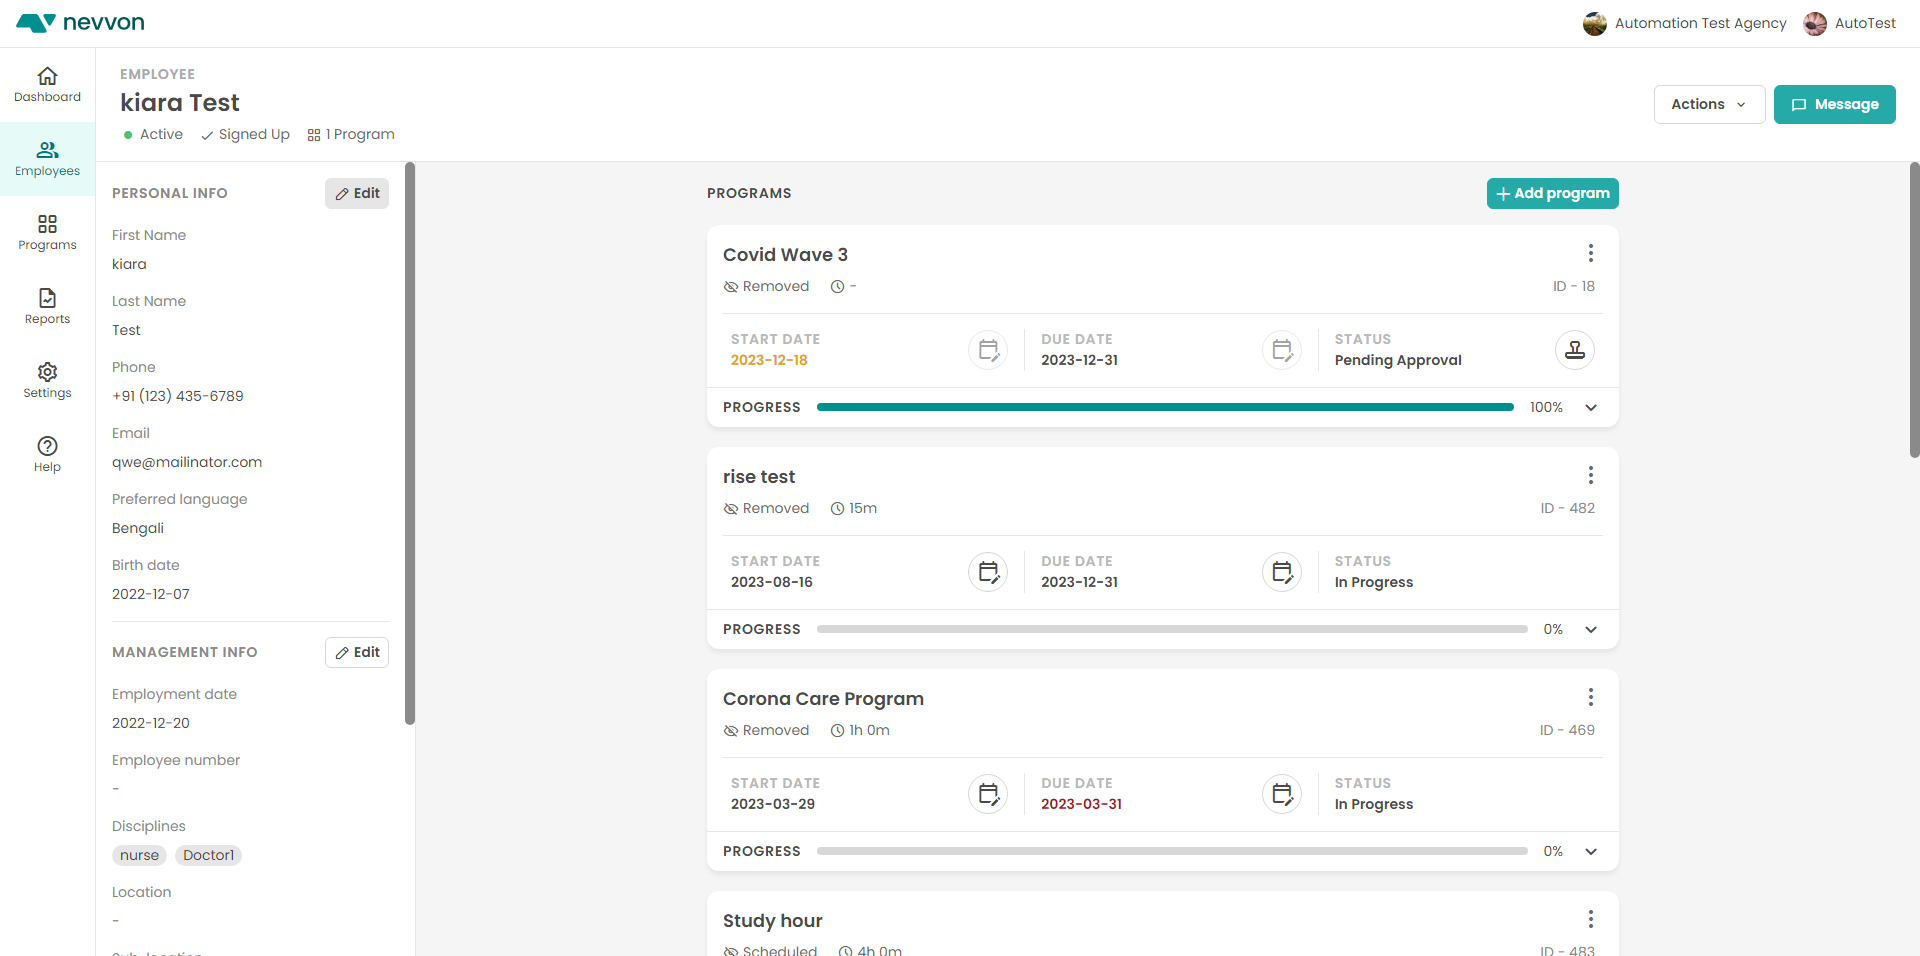 nevvon
Automation Test Agency
AutoTest
Dashboard
Employees
Programs
Reports
Settings
Help
EMPLOYEE
kiara Test
Active
Signed Up
1 Program
Actions
Message
PERSONAL INFO
Edit
First Name
kiara
Last Name
Test
Phone
+91 (123) 435-6789
Email
qwe@mailinator.com
Preferred language
Bengali
Birth date
2022-12-07
MANAGEMENT INFO
Edit
Employment date
2022-12-20
Employee number
-
Disciplines
nurse Doctor1
Location
-
Sub-location
PROGRAMS
Add program
Covid Wave 3
Removed - ID - 18
START DATE DUE DATE STATUS
2023-12-18 2023-12-31 Pending Approval
PROGRESS 100%
rise test
Removed 15m ID - 482
START DATE DUE DATE STATUS
2023-08-16 2023-12-31 In Progress
PROGRESS 0%
Corona Care Program
Removed 1h 0m ID - 469
START DATE DUE DATE STATUS
2023-03-29 2023-03-31 In Progress
PROGRESS 0%
Study hour
Scheduled 4h 0m ID - 483